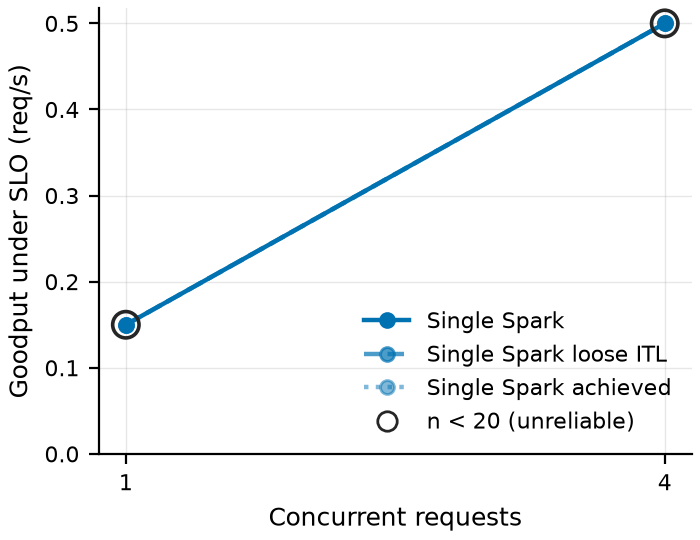 0.5
0.4
0.3
0.2
0.1
0.0
Goodput under SLO (req/s)
Single Spark
Single Spark loose ITL
Single Spark achieved
n < 20 (unreliable)
1
4
Concurrent requests